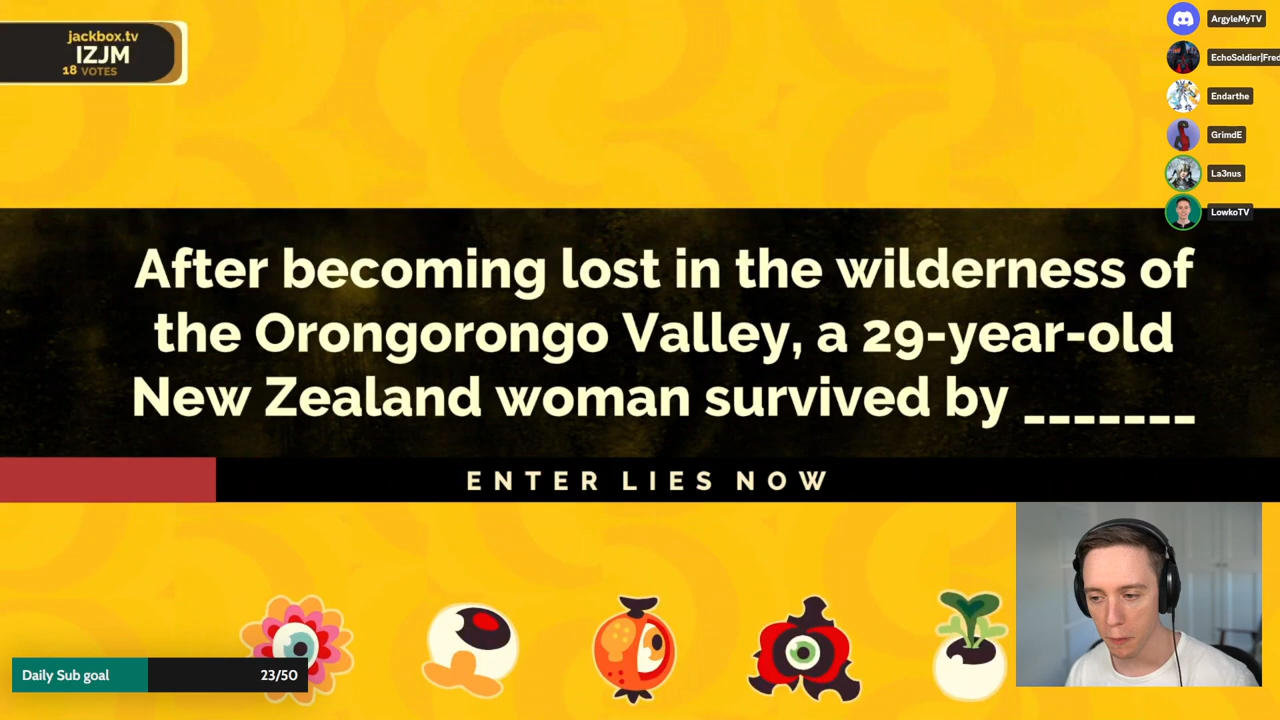 jackbox.tv
IZJM
18 VOTES
ArgyleMyTV
EchoSoldier|Fred
Endarthe
GrimdE
La3nus
LowkoTV
After becoming lost in the wilderness of
the Orongorongo Valley, a 29-year-old
New Zealand woman survived by _______
ENTER LIES NOW
Daily Sub goal
23/50